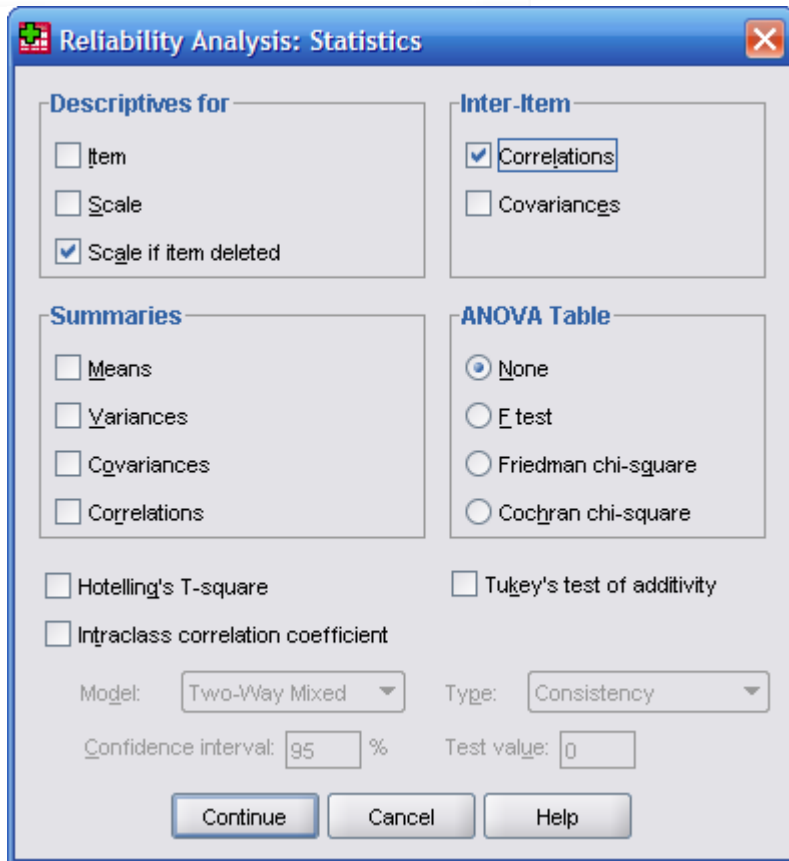 Reliability Analysis: Statistics
Descriptives for
Item
Scale
Scale if item deleted
Inter-Item
Correlations
Covariances
Summaries
Means
Variances
Covariances
Correlations
ANOVA Table
None
F test
Friedman chi-square
Cochran chi-square
Hotelling's T-square
Tukey's test of additivity
Intraclass correlation coefficient
Model: Two-Way Mixed Type: Consistency
Confidence interval: 95 % Test value: 0
Continue Cancel Help